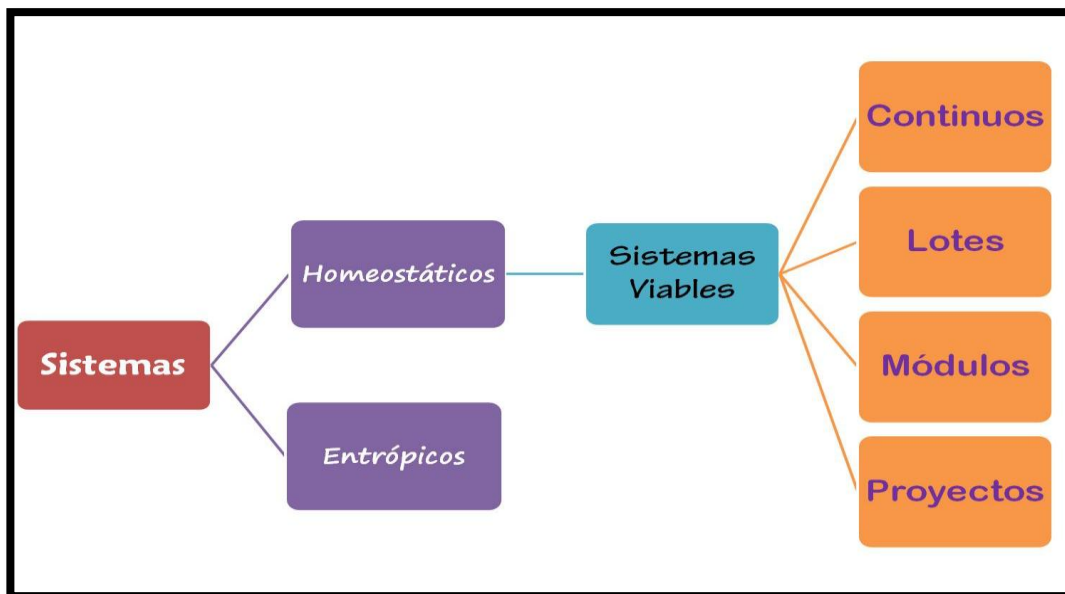 Sistemas
Homeostáticos
Entrópicos
Sistemas
Viables
Continuos
Lotes
Módulos
Proyectos